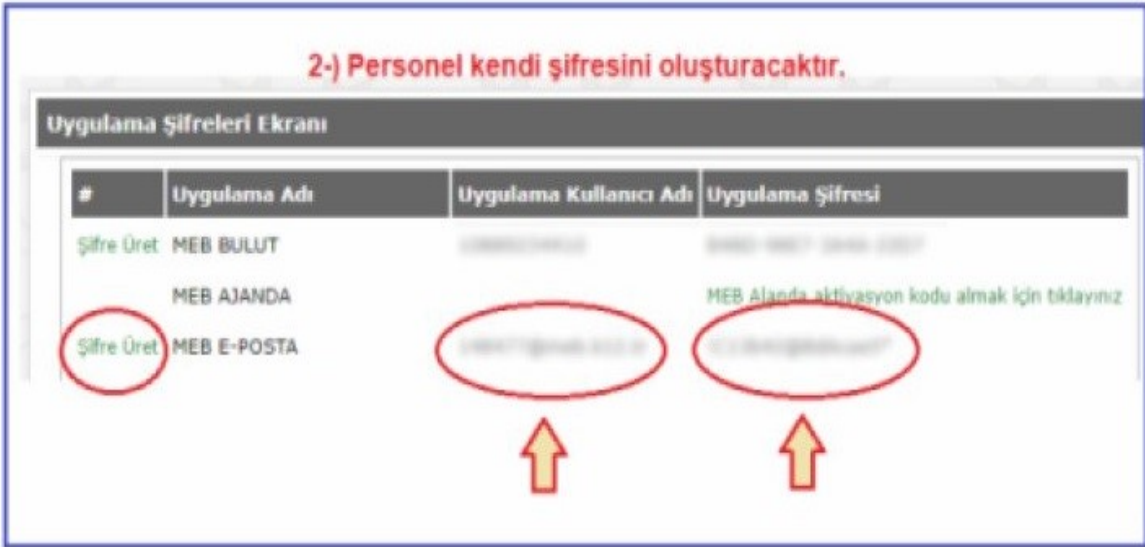 2-) Personel kendi şifresini oluşturacaktır.
Uygulama Şifreleri Ekranı
# Uygulama Adı Uygulama Kullanıcı Adı Uygulama Şifresi
Şifre Üret MEB BULUT
MEB AJANDA MEB Ajanda aktivasyon kodu almak için tıklayınız
Şifre Üret MEB E-POSTA